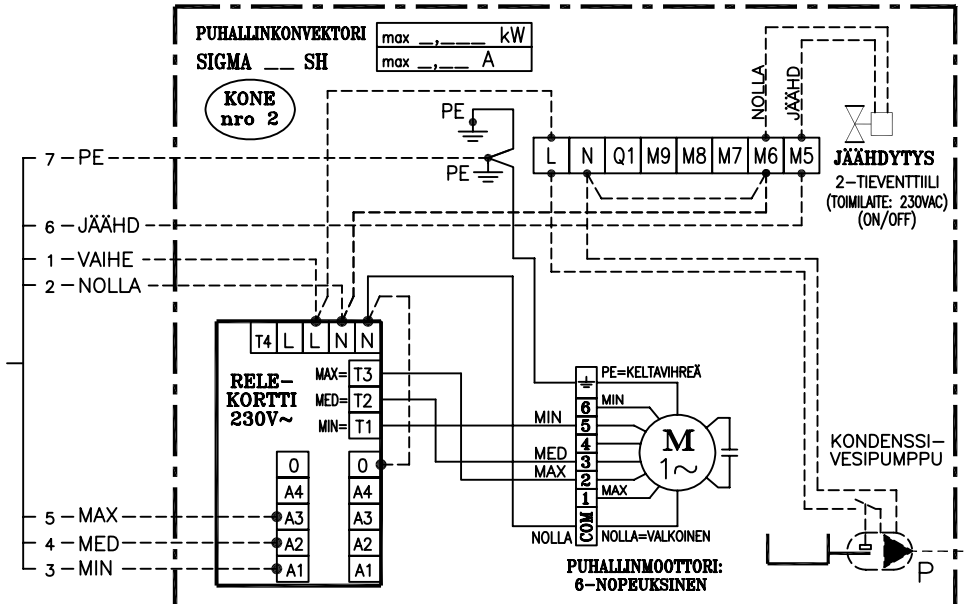 PUHALLINKONVEKTORI
SIGMA __ SH
max _,___ kW
max _,__ A
KONE
nro 2
PE
PE
NOLLA
JÄÄHD
L N Q1 M9 M8 M7 M6 M5
JÄÄHDYTYS
2-TIEVENTTIILI
(TOIMILAITE: 230VAC)
(ON/OFF)
7 - PE
6 - JÄÄHD
1 - VAIHE
2 - NOLLA
T4 L L N N
RELE-
KORTTI
230V~
MAX= T3
MED= T2
MIN= T1
0 0
A4 A4
A3 A3
A2 A2
A1 A1
5 - MAX
4 - MED
3 - MIN
MIN
MED
MAX
NOLLA
PE=KELTAVIHREÄ
6 MIN
5
4
3
2
1 MAX
COM
NOLLA=VALKOINEN
M
1~
PUHALLINMOOTTORI:
6-NOPEUKSINEN
KONDENSSI-
VESIPUMPPU
P